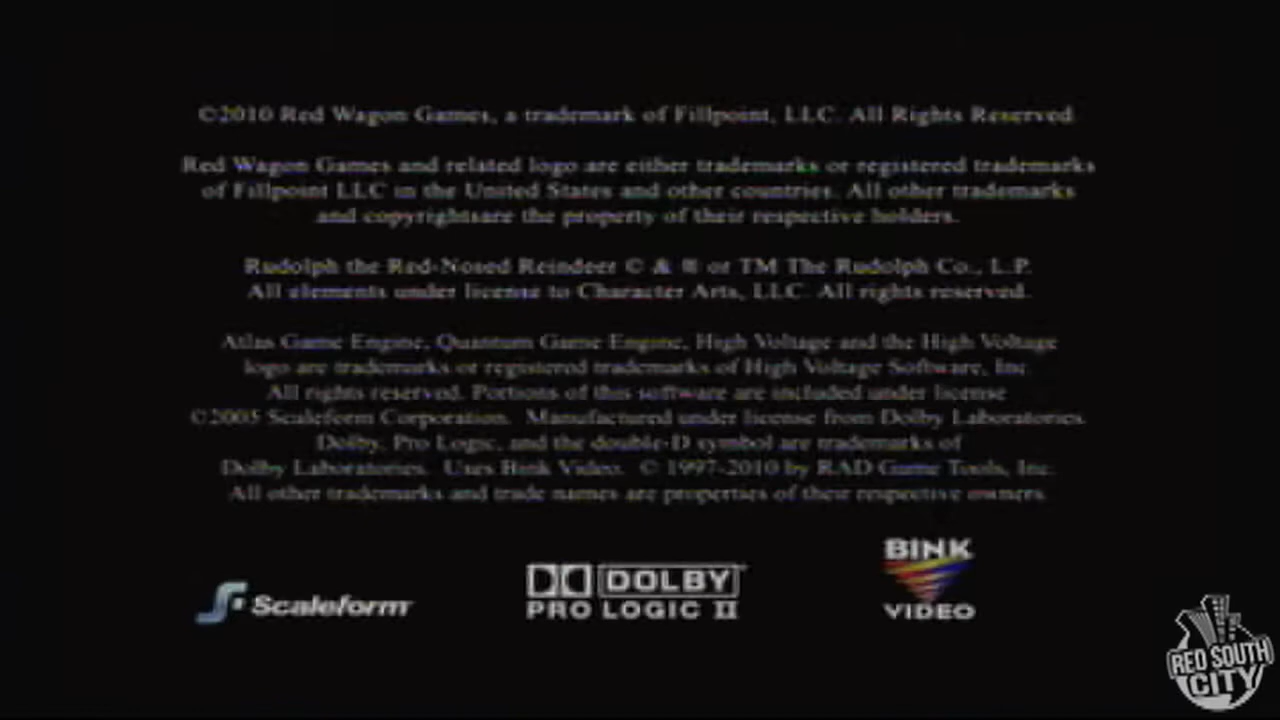 ©2010 Red Wagon Games, a trademark of Fillpoint, LLC. All Rights Reserved.
Red Wagon Games and related logo are either trademarks or registered trademarks
of Fillpoint LLC in the United States and other countries. All other trademarks
and copyrightsare the property of their respective holders.
Rudolph the Red-Nosed Reindeer © & ® or TM The Rudolph Co., L.P.
All elements under license to Character Arts, LLC. All rights reserved.
Atlas Game Engine, Quantum Game Engine, High Voltage and the High Voltage
logo are trademarks or registered trademarks of High Voltage Software, Inc.
All rights reserved. Portions of this software are included under license
©2005 Scaleform Corporation. Manufactured under license from Dolby Laboratories.
Dolby, Pro Logic, and the double-D symbol are trademarks of
Dolby Laboratories. Uses Bink Video. © 1997-2010 by RAD Game Tools, Inc.
All other trademarks and trade names are properties of their respective owners.
Scaleform
DOLBY
PRO LOGIC II
BINK
VIDEO
RED SOUTH
CITY